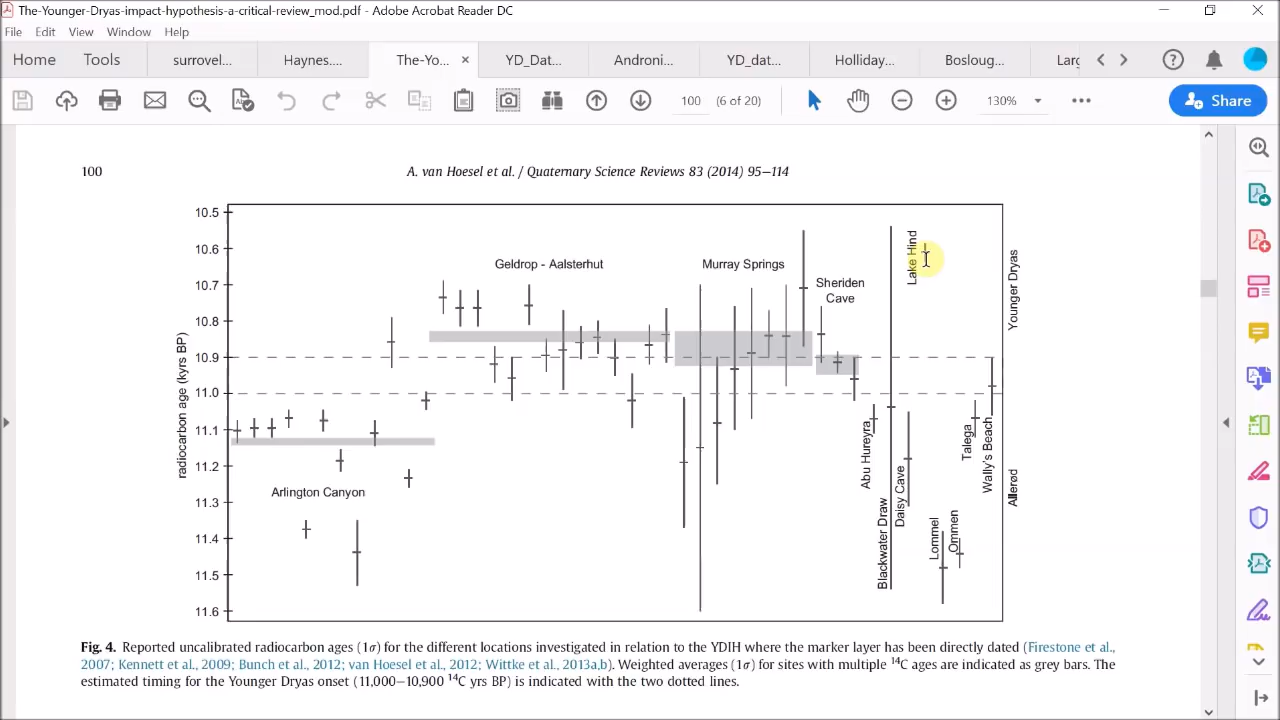 The-Younger-Dryas-impact-hypothesis-a-critical-review_mod.pdf - Adobe Acrobat Reader DC
File Edit View Window Help
Home Tools surrovel... Haynes.... The-Yo... × YD_Dat... Androni... YD_dat... Holliday... Bosloug... Larg
100 (6 of 20) 130% Share
100 A. van Hoesel et al. / Quaternary Science Reviews 83 (2014) 95–114
radiocarbon age (kyrs BP)
10.5
10.6
10.7
10.8
10.9
11.0
11.1
11.2
11.3
11.4
11.5
11.6
Arlington Canyon
Geldrop - Aalsterhut
Murray Springs
Sheriden
Cave
Abu Hureyra
Blackwater Draw
Daisy Cave
Lake Hind
Lommel
Ommen
Talega
Wally's Beach
Younger Dryas
Allerød
Fig. 4. Reported uncalibrated radiocarbon ages (1σ) for the different locations investigated in relation to the YDIH where the marker layer has been directly dated (Firestone et al.,
2007; Kennett et al., 2009; Bunch et al., 2012; van Hoesel et al., 2012; Wittke et al., 2013a,b). Weighted averages (1σ) for sites with multiple ¹⁴C ages are indicated as grey bars. The
estimated timing for the Younger Dryas onset (11,000–10,900 ¹⁴C yrs BP) is indicated with the two dotted lines.